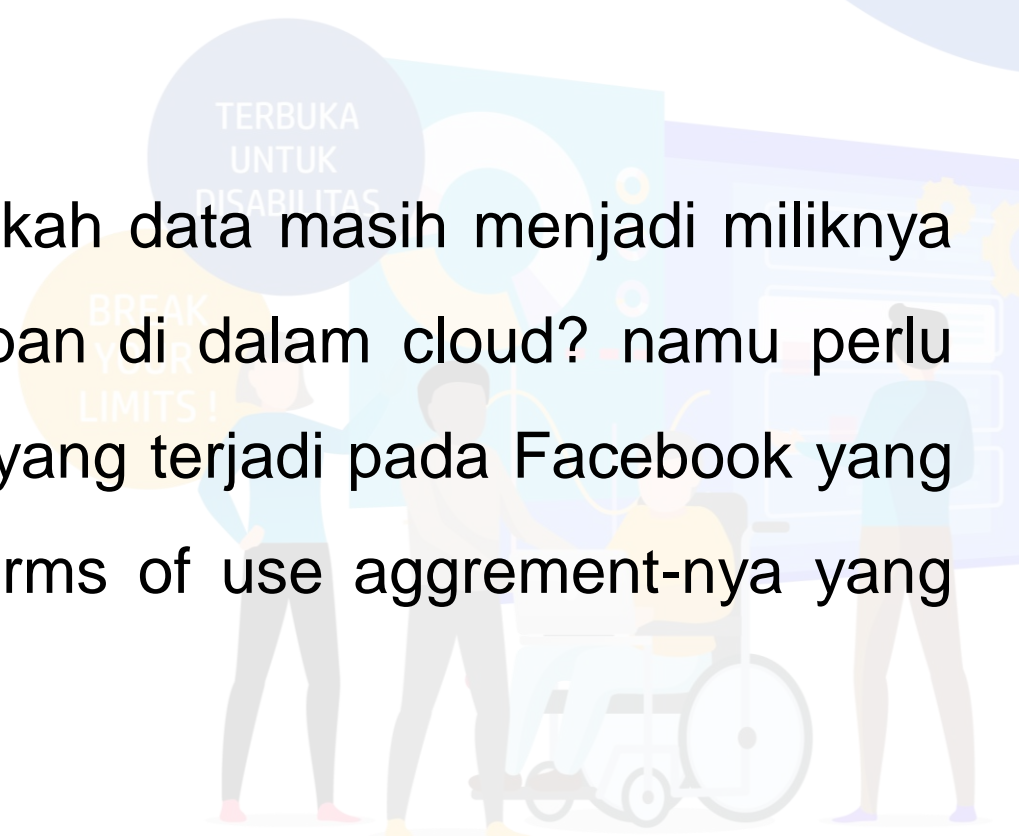 TERBUKA
UNTUK
DISABILITAS
kah data masih menjadi miliknya
BREAK
YOUR
LIMITS !
pan di dalam cloud? namu perlu
yang terjadi pada Facebook yang
rms of use aggrement-nya yang